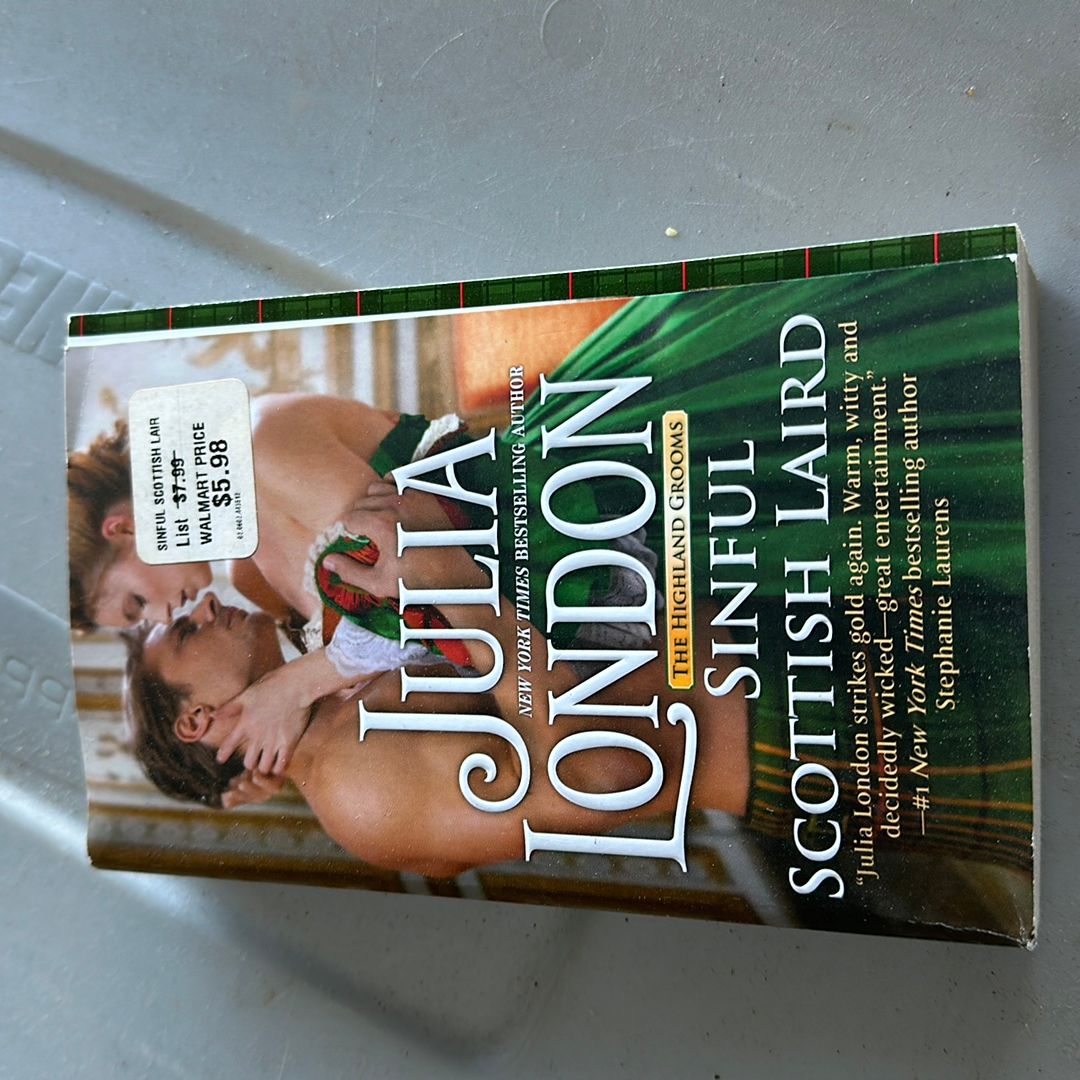 SINFUL SCOTTISH LAIR
List $7.99
WALMART PRICE
$5.98
JULIA
NEW YORK TIMES BESTSELLING AUTHOR
LONDON
THE HIGHLAND GROOMS
SINFUL
SCOTTISH LAIRD
"Julia London strikes gold again. Warm, witty and
decidedly wicked—great entertainment."
—#1 New York Times bestselling author
Stephanie Laurens